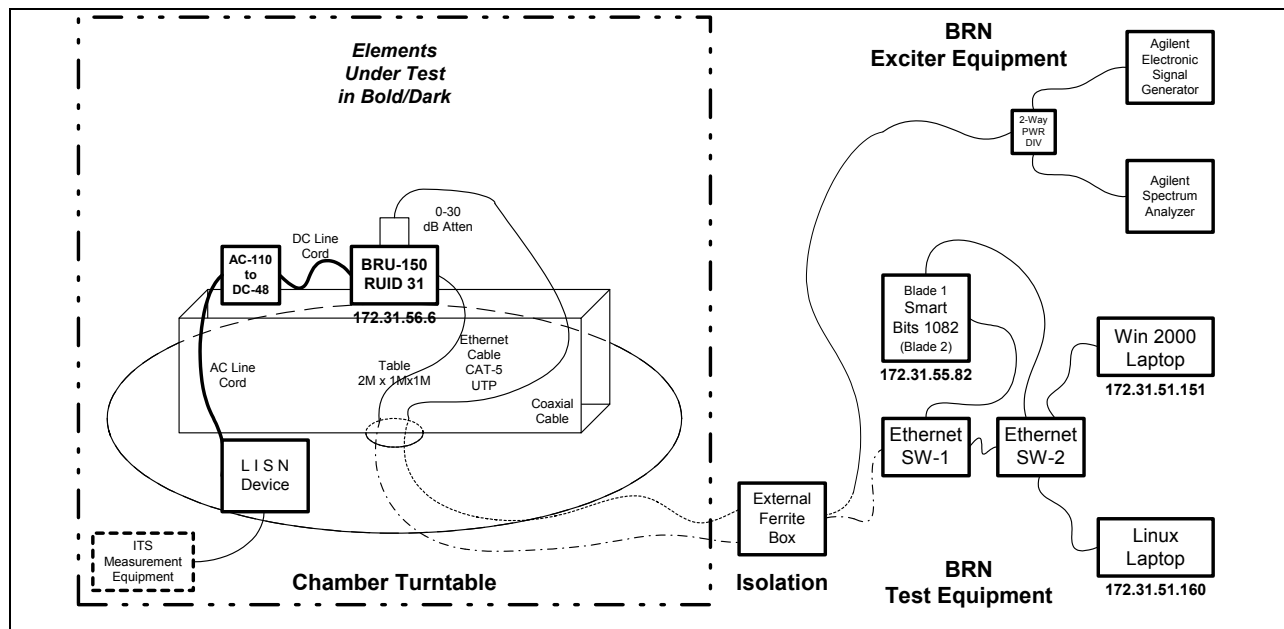 Elements
Under Test
in Bold/Dark
BRN
Exciter Equipment
Agilent
Electronic
Signal
Generator
2-Way
PWR
DIV
Agilent
Spectrum
Analyzer
0-30
dB Atten
DC Line
Cord
AC-110
to
DC-48
BRU-150
RUID 31
172.31.56.6
AC Line
Cord
Table
2M x 1Mx1M
Ethernet
Cable
CAT-5
UTP
Coaxial
Cable
Blade 1
Smart
Bits 1082
(Blade 2)
172.31.55.82
Win 2000
Laptop
172.31.51.151
Ethernet
SW-1
Ethernet
SW-2
L I S N
Device
External
Ferrite
Box
ITS
Measurement
Equipment
Linux
Laptop
172.31.51.160
Chamber Turntable
Isolation
BRN
Test Equipment